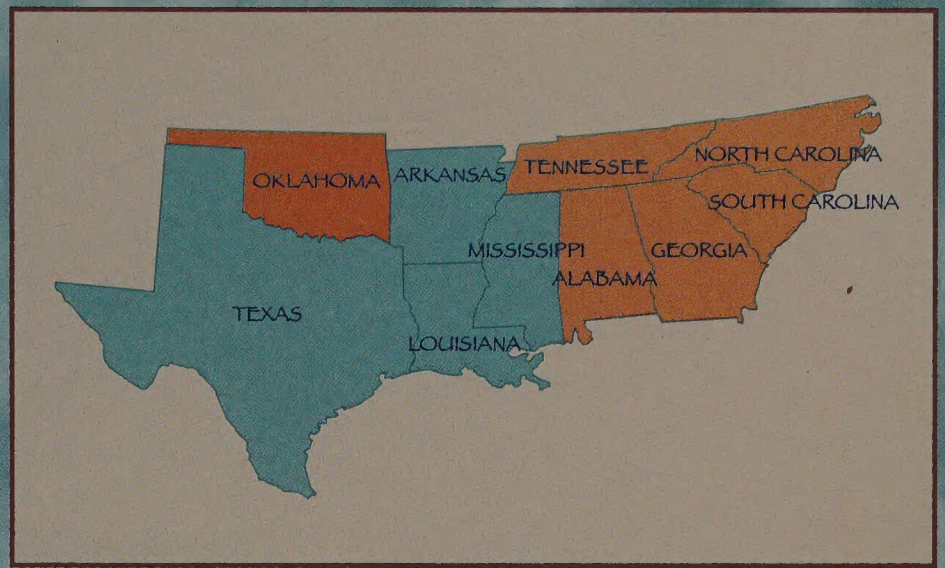 OKLAHOMA
ARKANSAS
TENNESSEE
NORTH CAROLINA
SOUTH CAROLINA
MISSISSIPPI
ALABAMA
GEORGIA
TEXAS
LOUISIANA